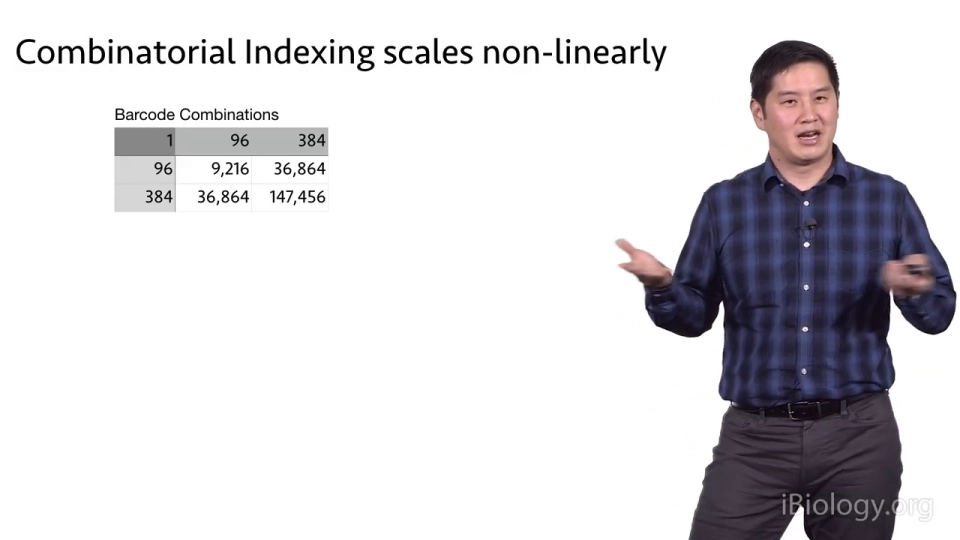 Combinatorial Indexing scales non-linearly
Barcode Combinations
1 96 384
96 9,216 36,864
384 36,864 147,456
iBiology.org